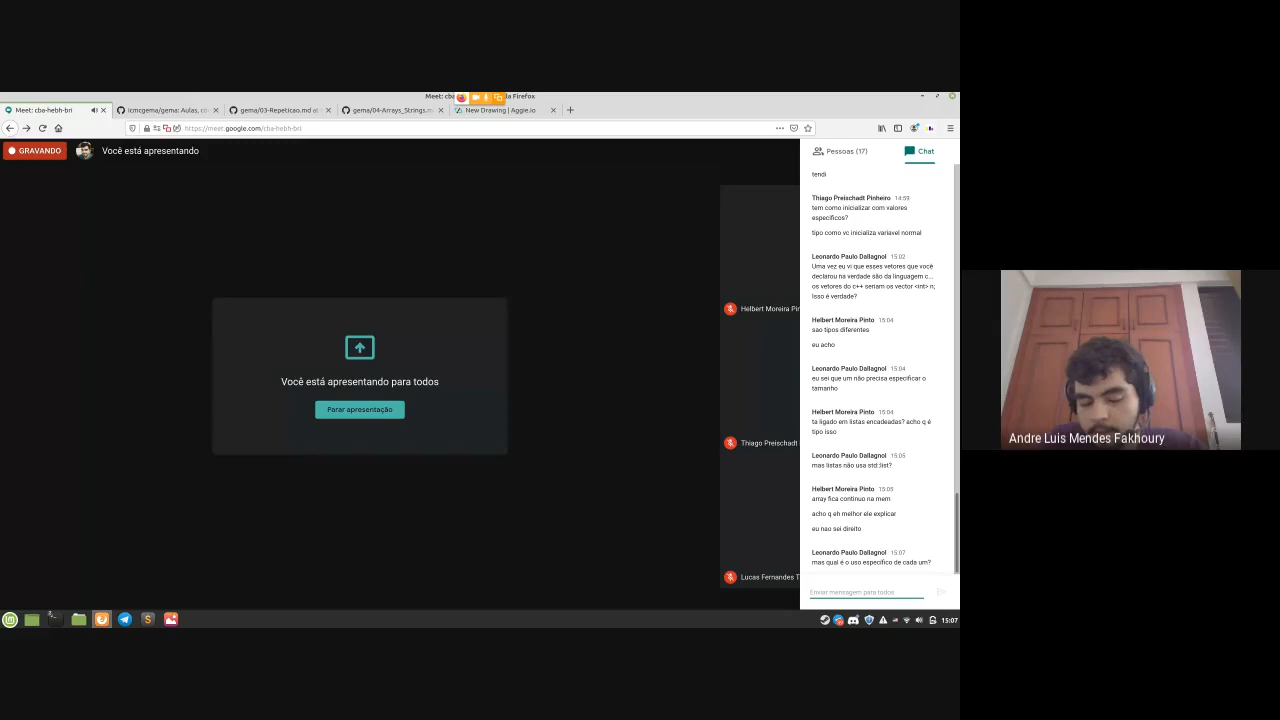 Meet: cba
la Firefox
Meet: cba-hebh-bri
icmcgema/gema: Aulas, co
gema/03-Repeticao.md at
gema/04-Arrays_Strings.m
New Drawing | Aggie.io
https://meet.google.com/cba-hebh-bri
GRAVANDO
Você está apresentando
Pessoas (17)
Chat
tendi
Thiago Preischadt Pinheiro 14:59
tem como inicializar com valores
especificos?
tipo como vc inicializa variavel normal
Leonardo Paulo Dallagnol 15:02
Uma vez eu vi que esses vetores que você
declarou na verdade são da linguagem c...
os vetores do c++ seriam os vector <int> n;
Isso é verdade?
Helbert Moreira Pinto 15:04
sao tipos diferentes
eu acho
Leonardo Paulo Dallagnol 15:04
eu sei que um não precisa especificar o
tamanho
Helbert Moreira Pinto 15:04
ta ligado em listas encadeadas? acho q é
tipo isso
Leonardo Paulo Dallagnol 15:05
mas listas não usa std::list?
Helbert Moreira Pinto 15:05
array fica continuo na mem
acho q eh melhor ele explicar
eu nao sei direito
Leonardo Paulo Dallagnol 15:07
mas qual é o uso específico de cada um?
Enviar mensagem para todos
Você está apresentando para todos
Parar apresentação
Helbert Moreira Pin
Thiago Preischadt
Lucas Fernandes T
15:07
Andre Luis Mendes Fakhoury